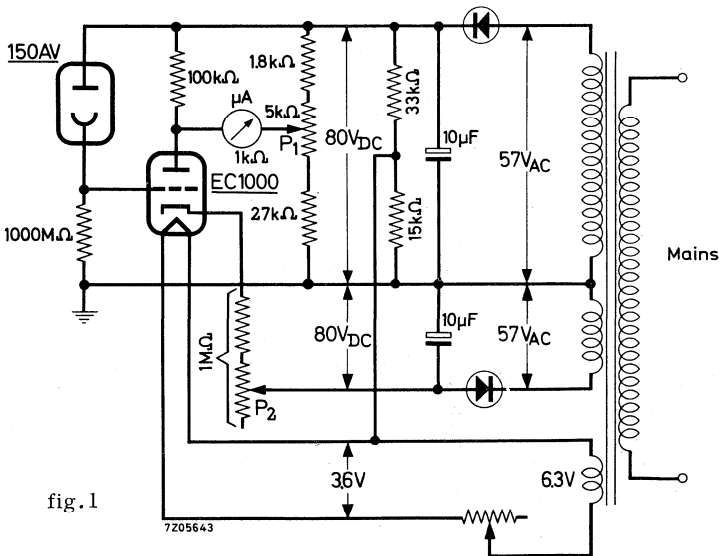 150AV
100kΩ
1.8kΩ
µA
5kΩ
P1
1kΩ
80VDC
33kΩ
10µF
57VAC
EC1000
1000MΩ
27kΩ
15kΩ
Mains
1MΩ
P2
80VDC
10µF
57VAC
3.6V
6.3V
fig.1
7Z05643